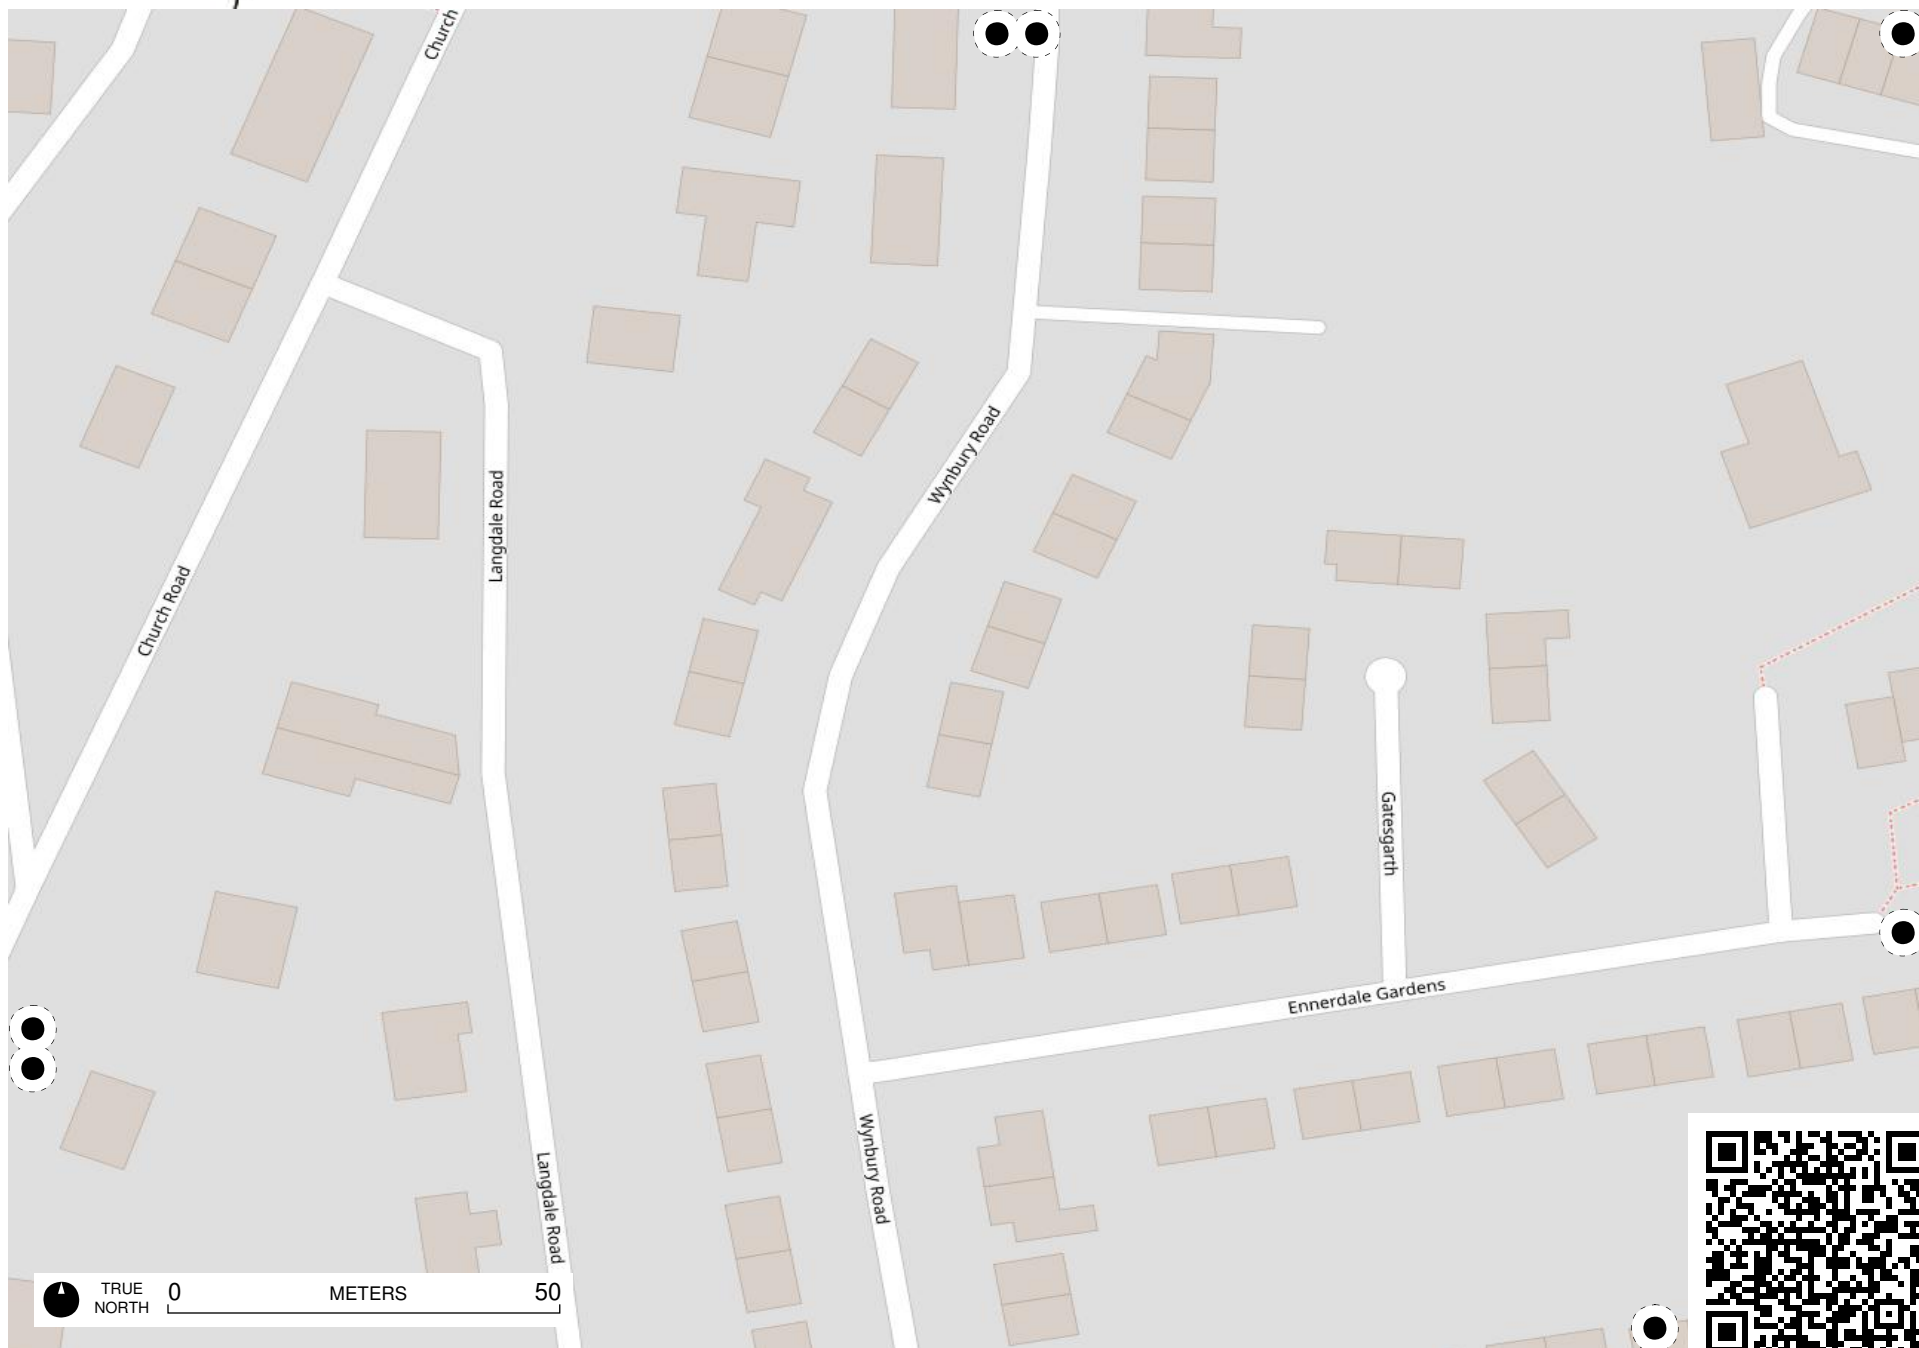 Church
Wynbury Road
Langdale Road
Church Road
Gatesgarth
Ennerdale Gardens
Wynbury Road
Langdale Road
TRUE NORTH
0 METERS 50